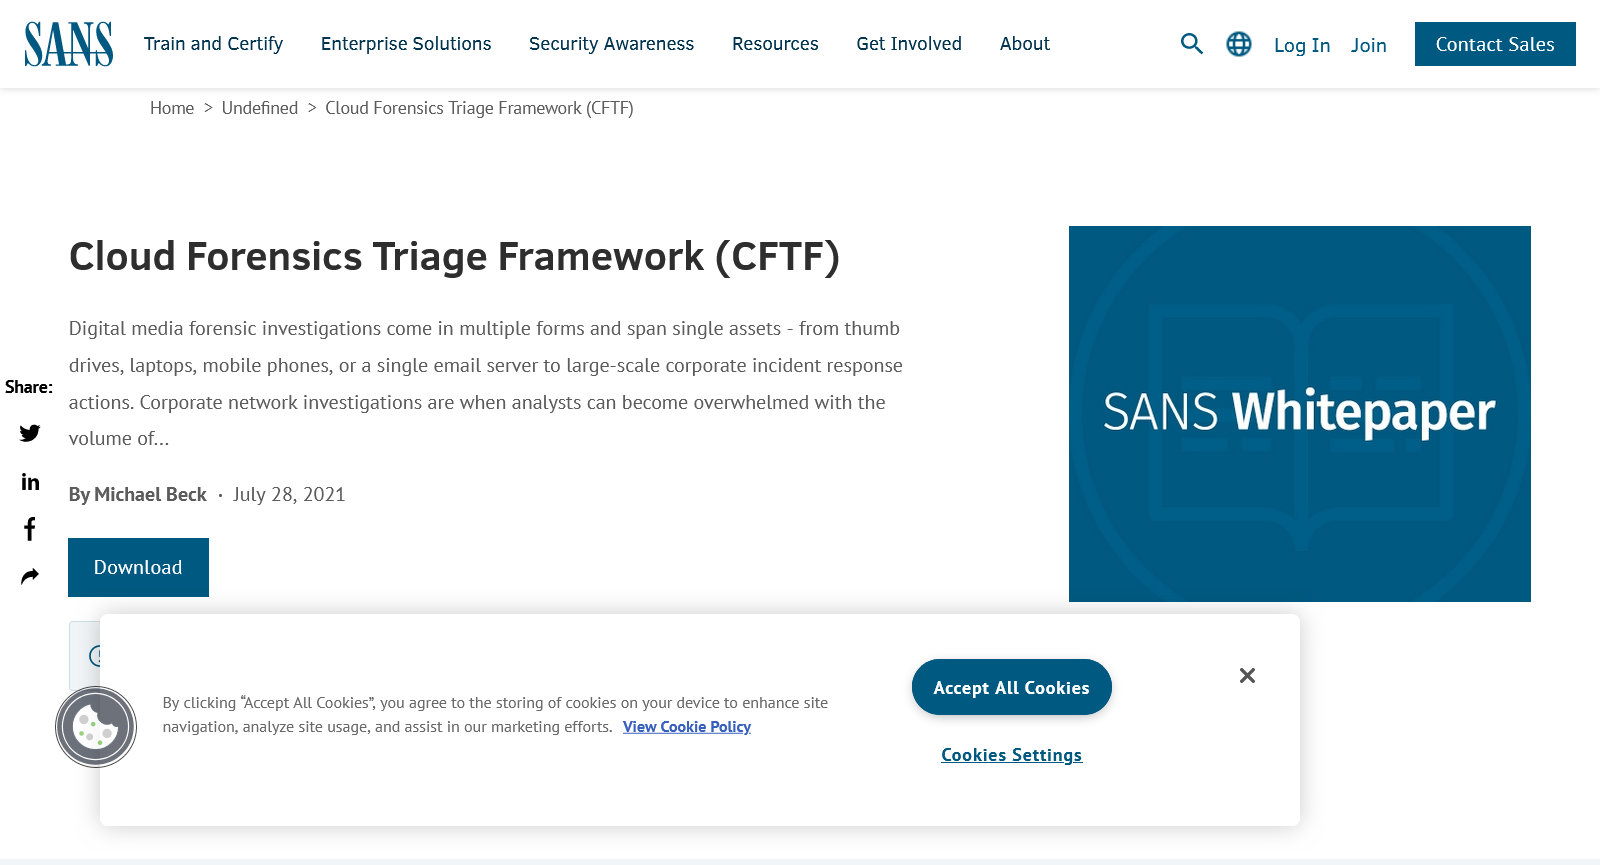 SANS
Train and Certify
Enterprise Solutions
Security Awareness
Resources
Get Involved
About
Log In
Join
Contact Sales
Home > Undefined > Cloud Forensics Triage Framework (CFTF)
Cloud Forensics Triage Framework (CFTF)
Digital media forensic investigations come in multiple forms and span single assets - from thumb
drives, laptops, mobile phones, or a single email server to large-scale corporate incident response
actions. Corporate network investigations are when analysts can become overwhelmed with the
volume of...
By Michael Beck · July 28, 2021
Download
Share:
SANS Whitepaper
By clicking “Accept All Cookies”, you agree to the storing of cookies on your device to enhance site
navigation, analyze site usage, and assist in our marketing efforts. View Cookie Policy
Accept All Cookies
Cookies Settings